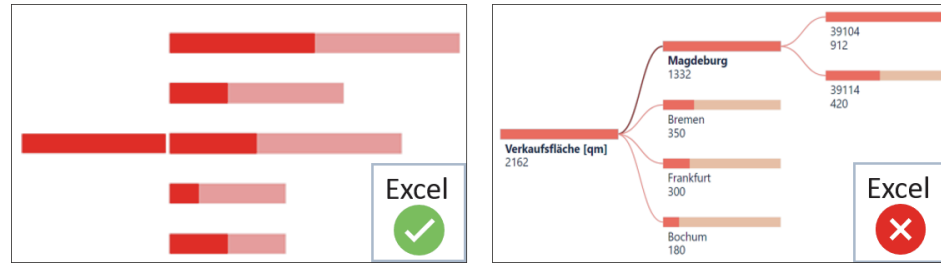 Excel
39104
912
Magdeburg
1332
39114
420
Bremen
350
Verkaufsfläche [qm]
2162
Frankfurt
300
Bochum
180
Excel